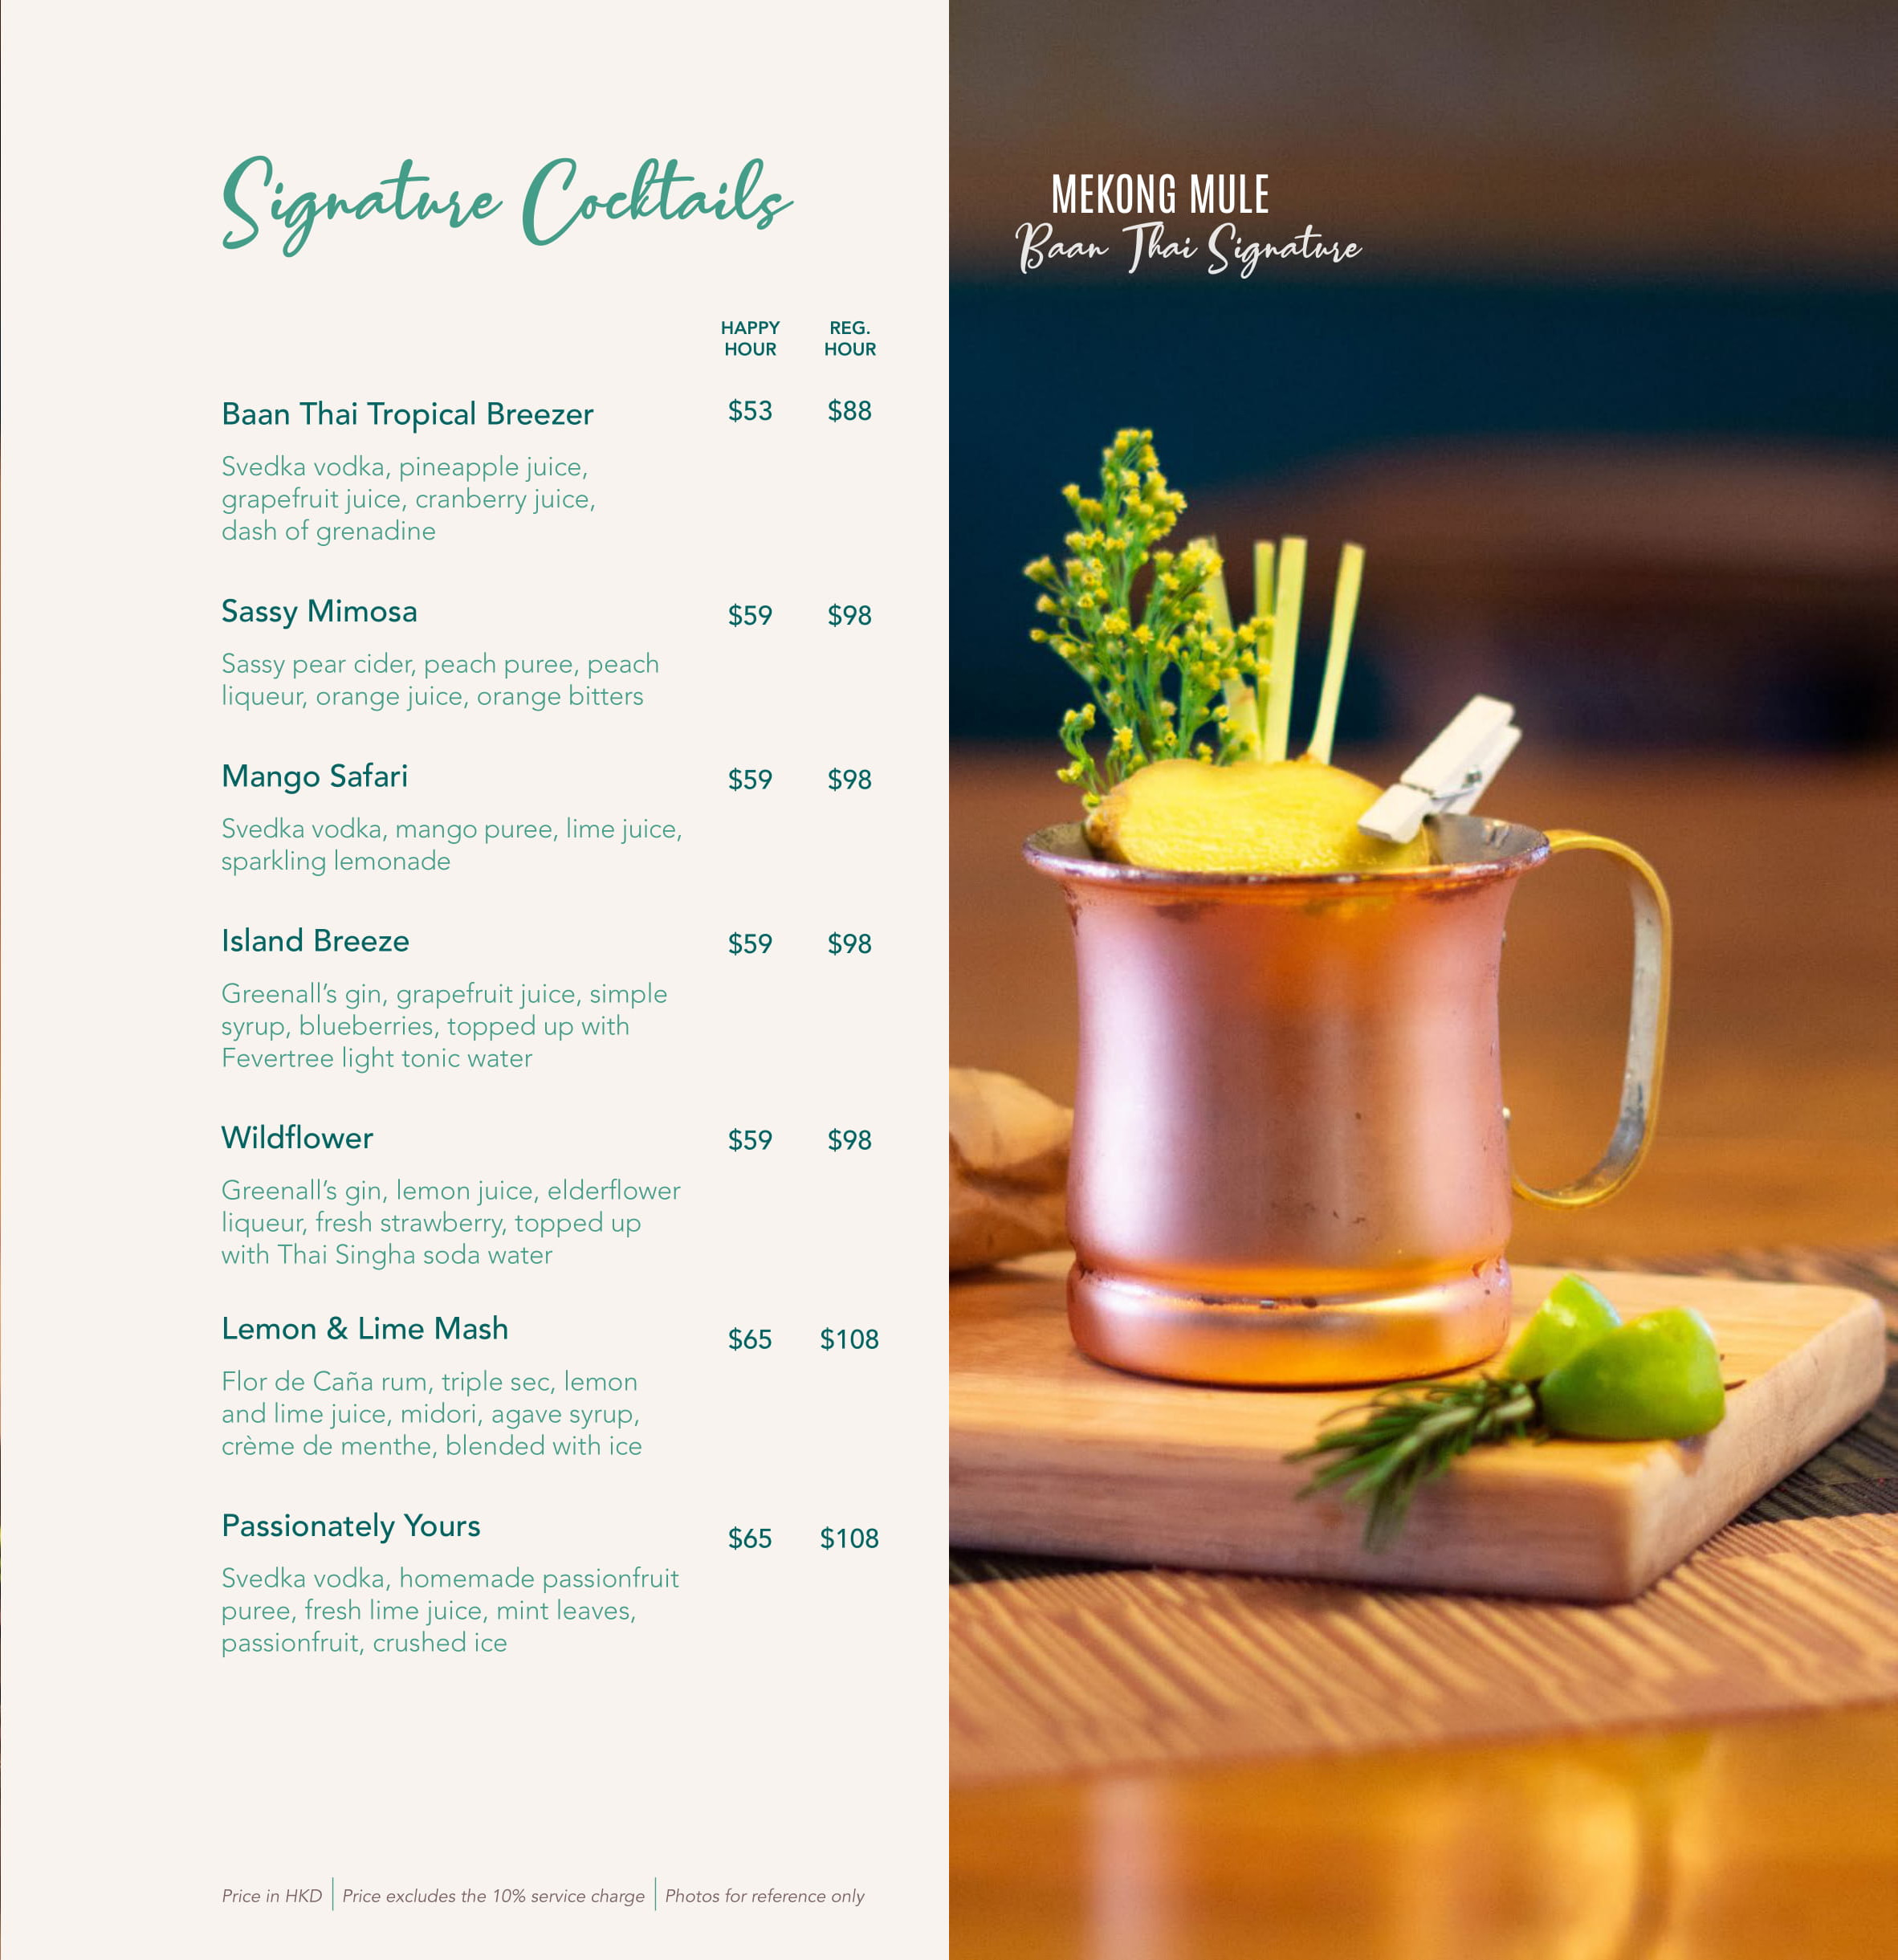 Signature Cocktails
HAPPY REG.
HOUR HOUR
Baan Thai Tropical Breezer $53 $88
Svedka vodka, pineapple juice,
grapefruit juice, cranberry juice,
dash of grenadine
Sassy Mimosa $59 $98
Sassy pear cider, peach puree, peach
liqueur, orange juice, orange bitters
Mango Safari $59 $98
Svedka vodka, mango puree, lime juice,
sparkling lemonade
Island Breeze $59 $98
Greenall’s gin, grapefruit juice, simple
syrup, blueberries, topped up with
Fevertree light tonic water
Wildflower $59 $98
Greenall’s gin, lemon juice, elderflower
liqueur, fresh strawberry, topped up
with Thai Singha soda water
Lemon & Lime Mash $65 $108
Flor de Caña rum, triple sec, lemon
and lime juice, midori, agave syrup,
crème de menthe, blended with ice
Passionately Yours $65 $108
Svedka vodka, homemade passionfruit
puree, fresh lime juice, mint leaves,
passionfruit, crushed ice
Price in HKD | Price excludes the 10% service charge | Photos for reference only
MEKONG MULE
Baan Thai Signature